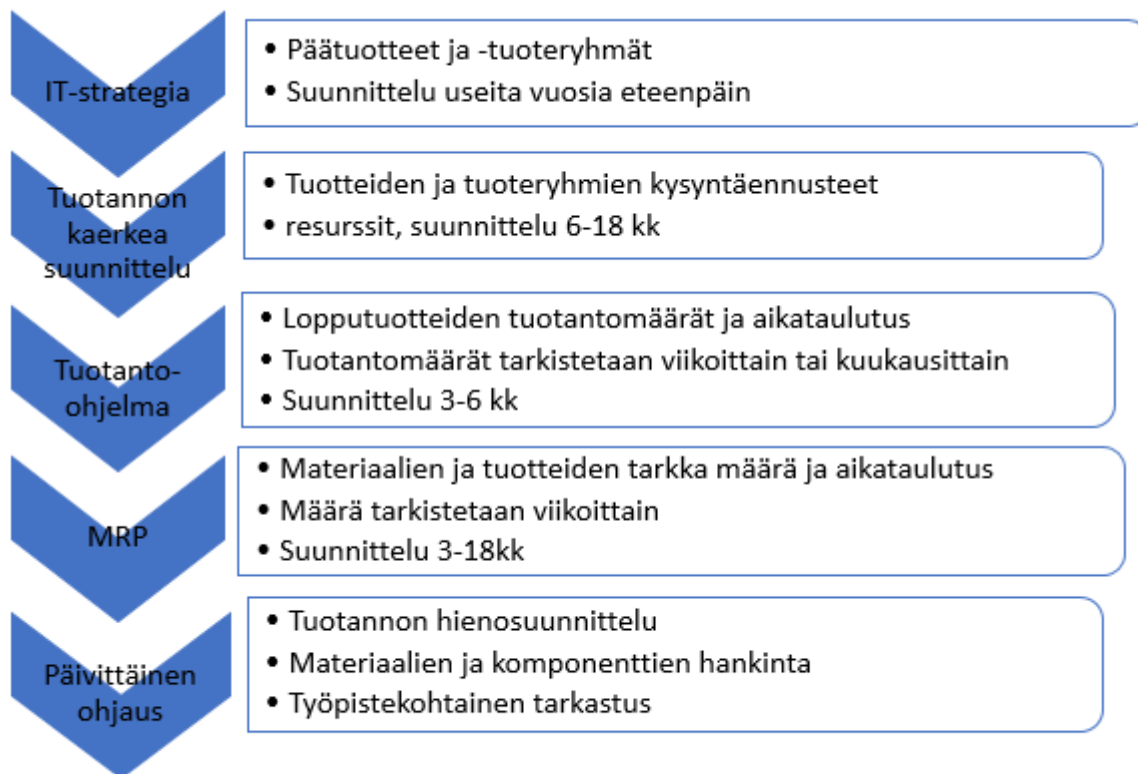 IT-strategia
• Päätuotteet ja -tuoteryhmät
• Suunnittelu useita vuosia eteenpäin
Tuotannon
kaerkea
suunnittelu
• Tuotteiden ja tuoteryhmien kysyntäennusteet
• resurssit, suunnittelu 6-18 kk
Tuotanto-
ohjelma
• Lopputuotteiden tuotantomäärät ja aikataulutus
• Tuotantomäärät tarkistetaan viikoittain tai kuukausittain
• Suunnittelu 3-6 kk
MRP
• Materiaalien ja tuotteiden tarkka määrä ja aikataulutus
• Määrä tarkistetaan viikoittain
• Suunnittelu 3-18kk
Päivittäinen
ohjaus
• Tuotannon hienosuunnittelu
• Materiaalien ja komponenttien hankinta
• Työpistekohtainen tarkastus